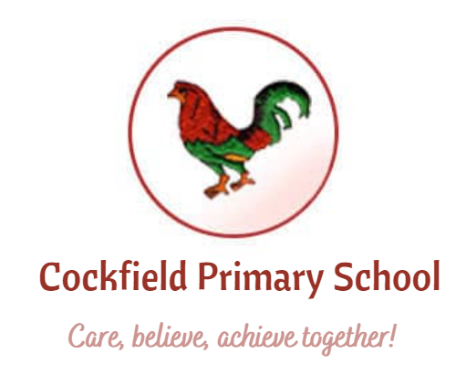 Cockfield Primary School
Care, believe, achieve together!